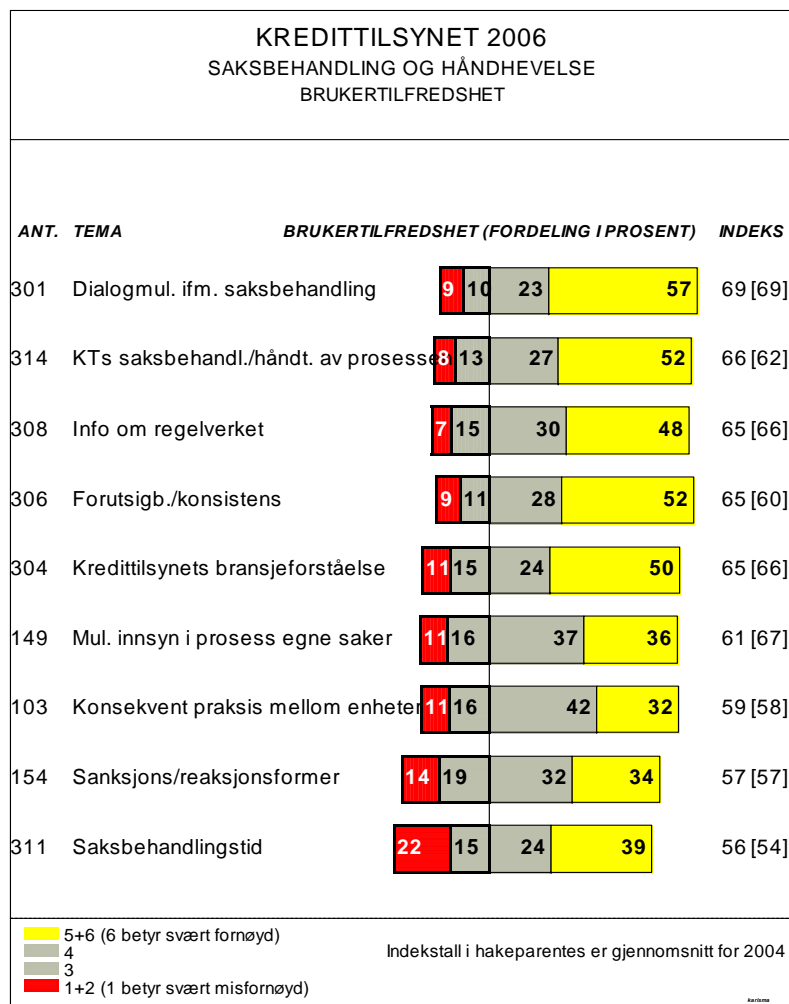 KREDITTILSYNET 2006
SAKSBEHANDLING OG HÅNDHEVELSE
BRUKERTILFREDSHET
ANT. TEMA BRUKERTILFREDSHET (FORDELING I PROSENT) INDEKS
301 Dialogmul. ifm. saksbehandling 9 10 23 57 69 [69]
314 KTs saksbehandl./håndt. av prosessen 8 13 27 52 66 [62]
308 Info om regelverket 7 15 30 48 65 [66]
306 Forutsigb./konsistens 9 11 28 52 65 [60]
304 Kredittilsynets bransjeforståelse 11 15 24 50 65 [66]
149 Mul. innsyn i prosess egne saker 11 16 37 36 61 [67]
103 Konsekvent praksis mellom enheter 11 16 42 32 59 [58]
154 Sanksjons/reaksjonsformer 14 19 32 34 57 [57]
311 Saksbehandlingstid 22 15 24 39 56 [54]
5+6 (6 betyr svært fornøyd)
4
3
1+2 (1 betyr svært misfornøyd)
Indekstall i hakeparentes er gjennomsnitt for 2004
karisma